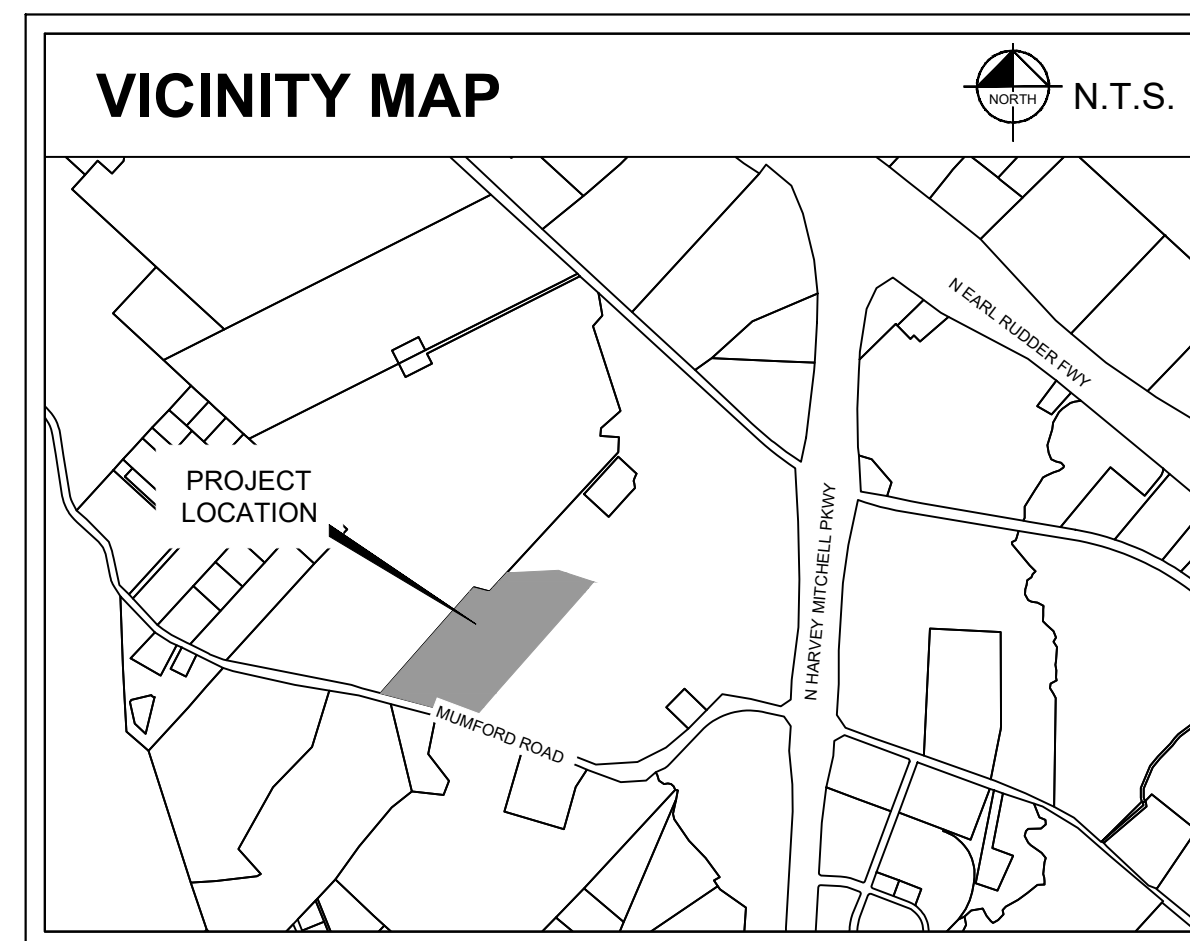 VICINITY MAP
NORTH
N.T.S.
N EARL RUDDER FWY
PROJECT
LOCATION
N HARVEY MITCHELL PKWY
MUMFORD ROAD